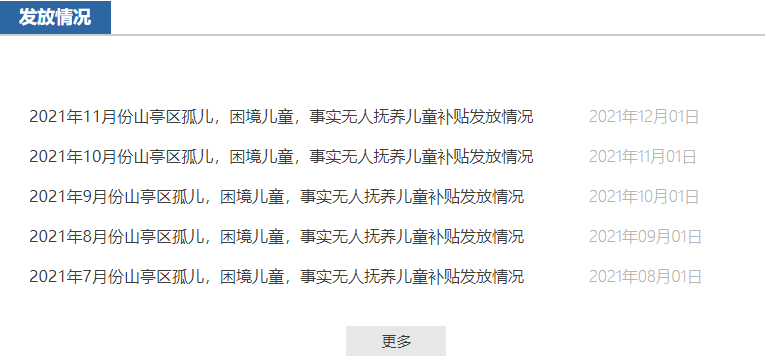 发放情况
2021年11月份山亭区孤儿，困境儿童，事实无人抚养儿童补贴发放情况 2021年12月01日
2021年10月份山亭区孤儿，困境儿童，事实无人抚养儿童补贴发放情况 2021年11月01日
2021年9月份山亭区孤儿，困境儿童，事实无人抚养儿童补贴发放情况 2021年10月01日
2021年8月份山亭区孤儿，困境儿童，事实无人抚养儿童补贴发放情况 2021年09月01日
2021年7月份山亭区孤儿，困境儿童，事实无人抚养儿童补贴发放情况 2021年08月01日
更多